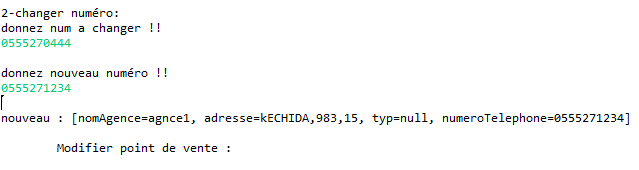 2-changer numéro:
donnez num a changer !!
0555270444
donnez nouveau numéro !!
0555271234
nouveau : [nomAgence=agnce1, adresse=kECHIDA,983,15, typ=null, numeroTelephone=0555271234]
Modifier point de vente :